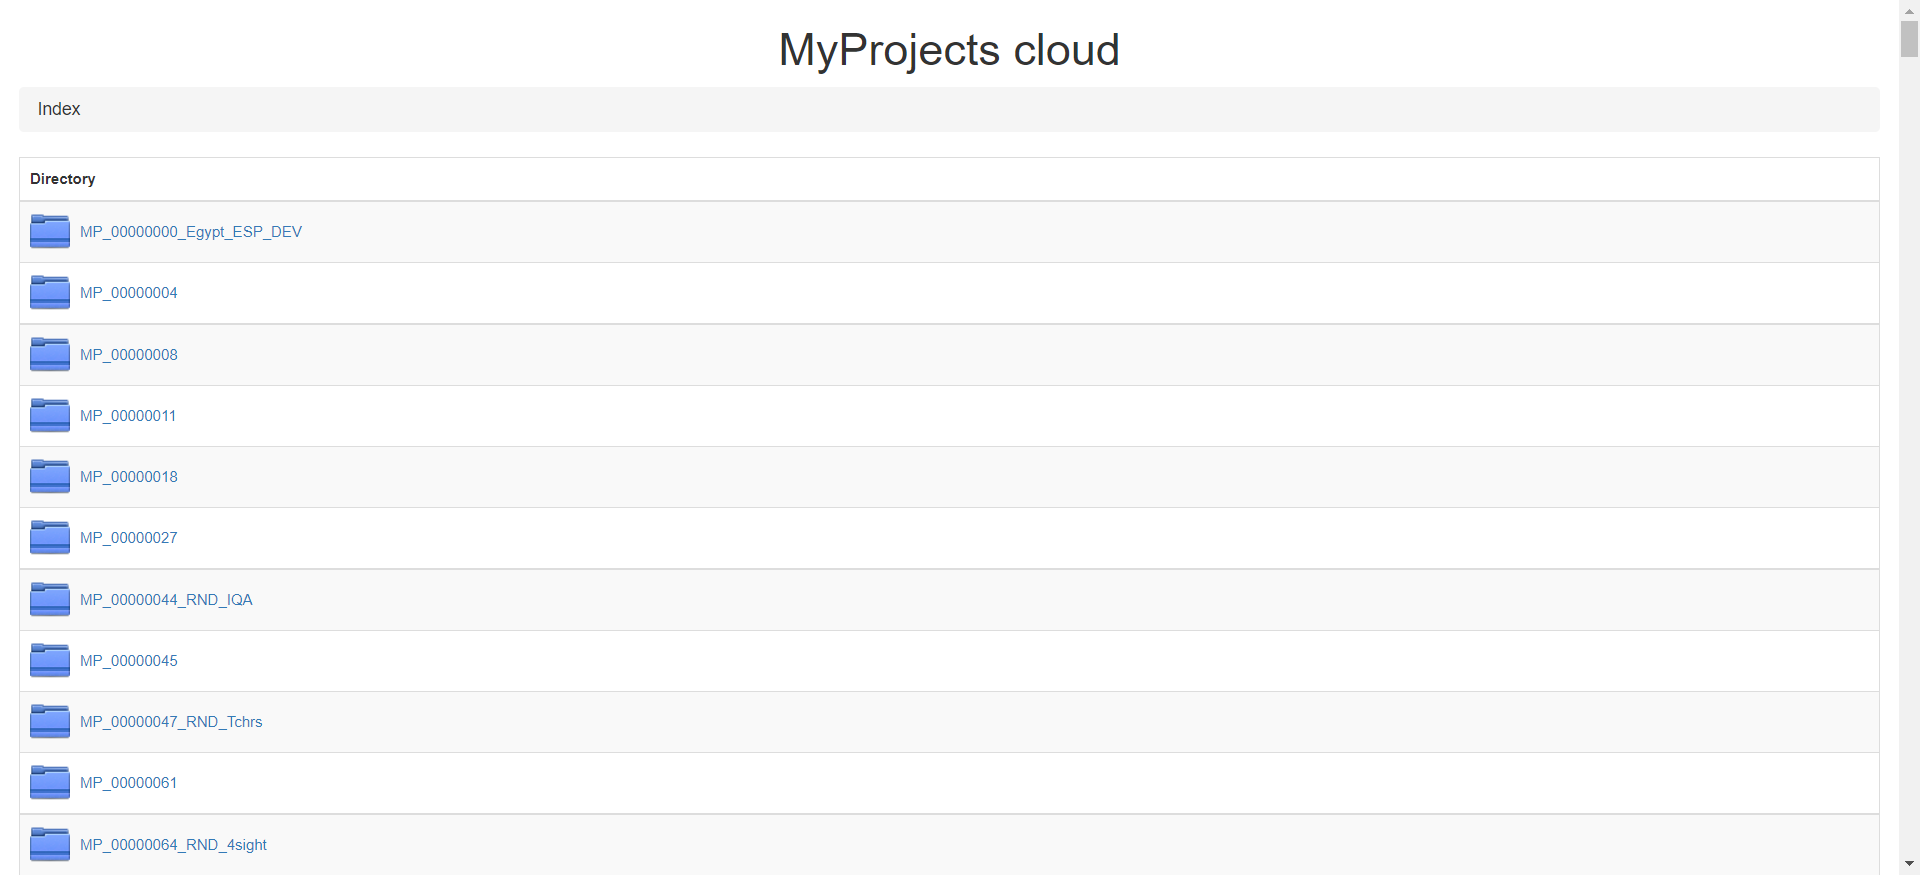 MyProjects cloud
Index
Directory
MP_00000000_Egypt_ESP_DEV
MP_00000004
MP_00000008
MP_00000011
MP_00000018
MP_00000027
MP_00000044_RND_IQA
MP_00000045
MP_00000047_RND_Tchrs
MP_00000061
MP_00000064_RND_4sight